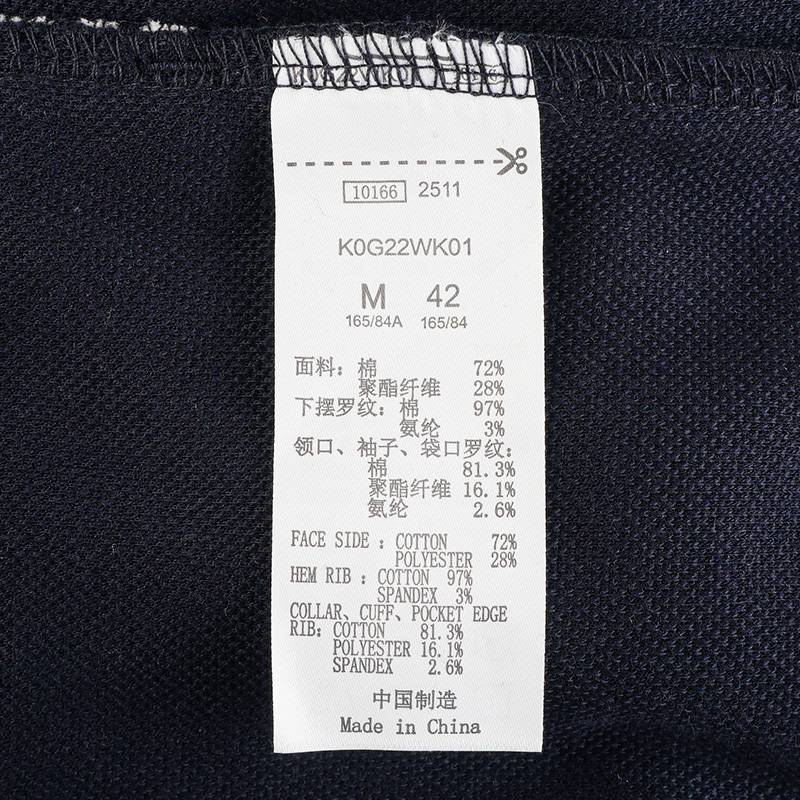 K0G22WK01
10166 2511
K0G22WK01
M 42
165/84A 165/84
面料：棉 72%
聚酯纤维 28%
下摆罗纹：棉 97%
氨纶 3%
领口、袖子、袋口罗纹：
棉 81.3%
聚酯纤维 16.1%
氨纶 2.6%
FACE SIDE : COTTON 72%
POLYESTER 28%
HEM RIB : COTTON 97%
SPANDEX 3%
COLLAR、CUFF、POCKET EDGE
RIB: COTTON 81.3%
POLYESTER 16.1%
SPANDEX 2.6%
中国制造
Made in China